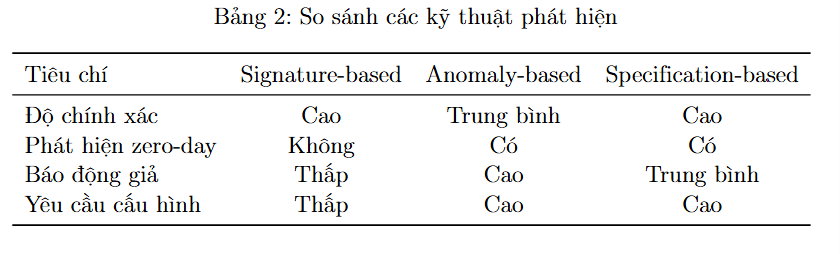 Bảng 2: So sánh các kỹ thuật phát hiện
Tiêu chí Signature-based Anomaly-based Specification-based
Độ chính xác Cao Trung bình Cao
Phát hiện zero-day Không Có Có
Báo động giả Thấp Cao Trung bình
Yêu cầu cấu hình Thấp Cao Cao